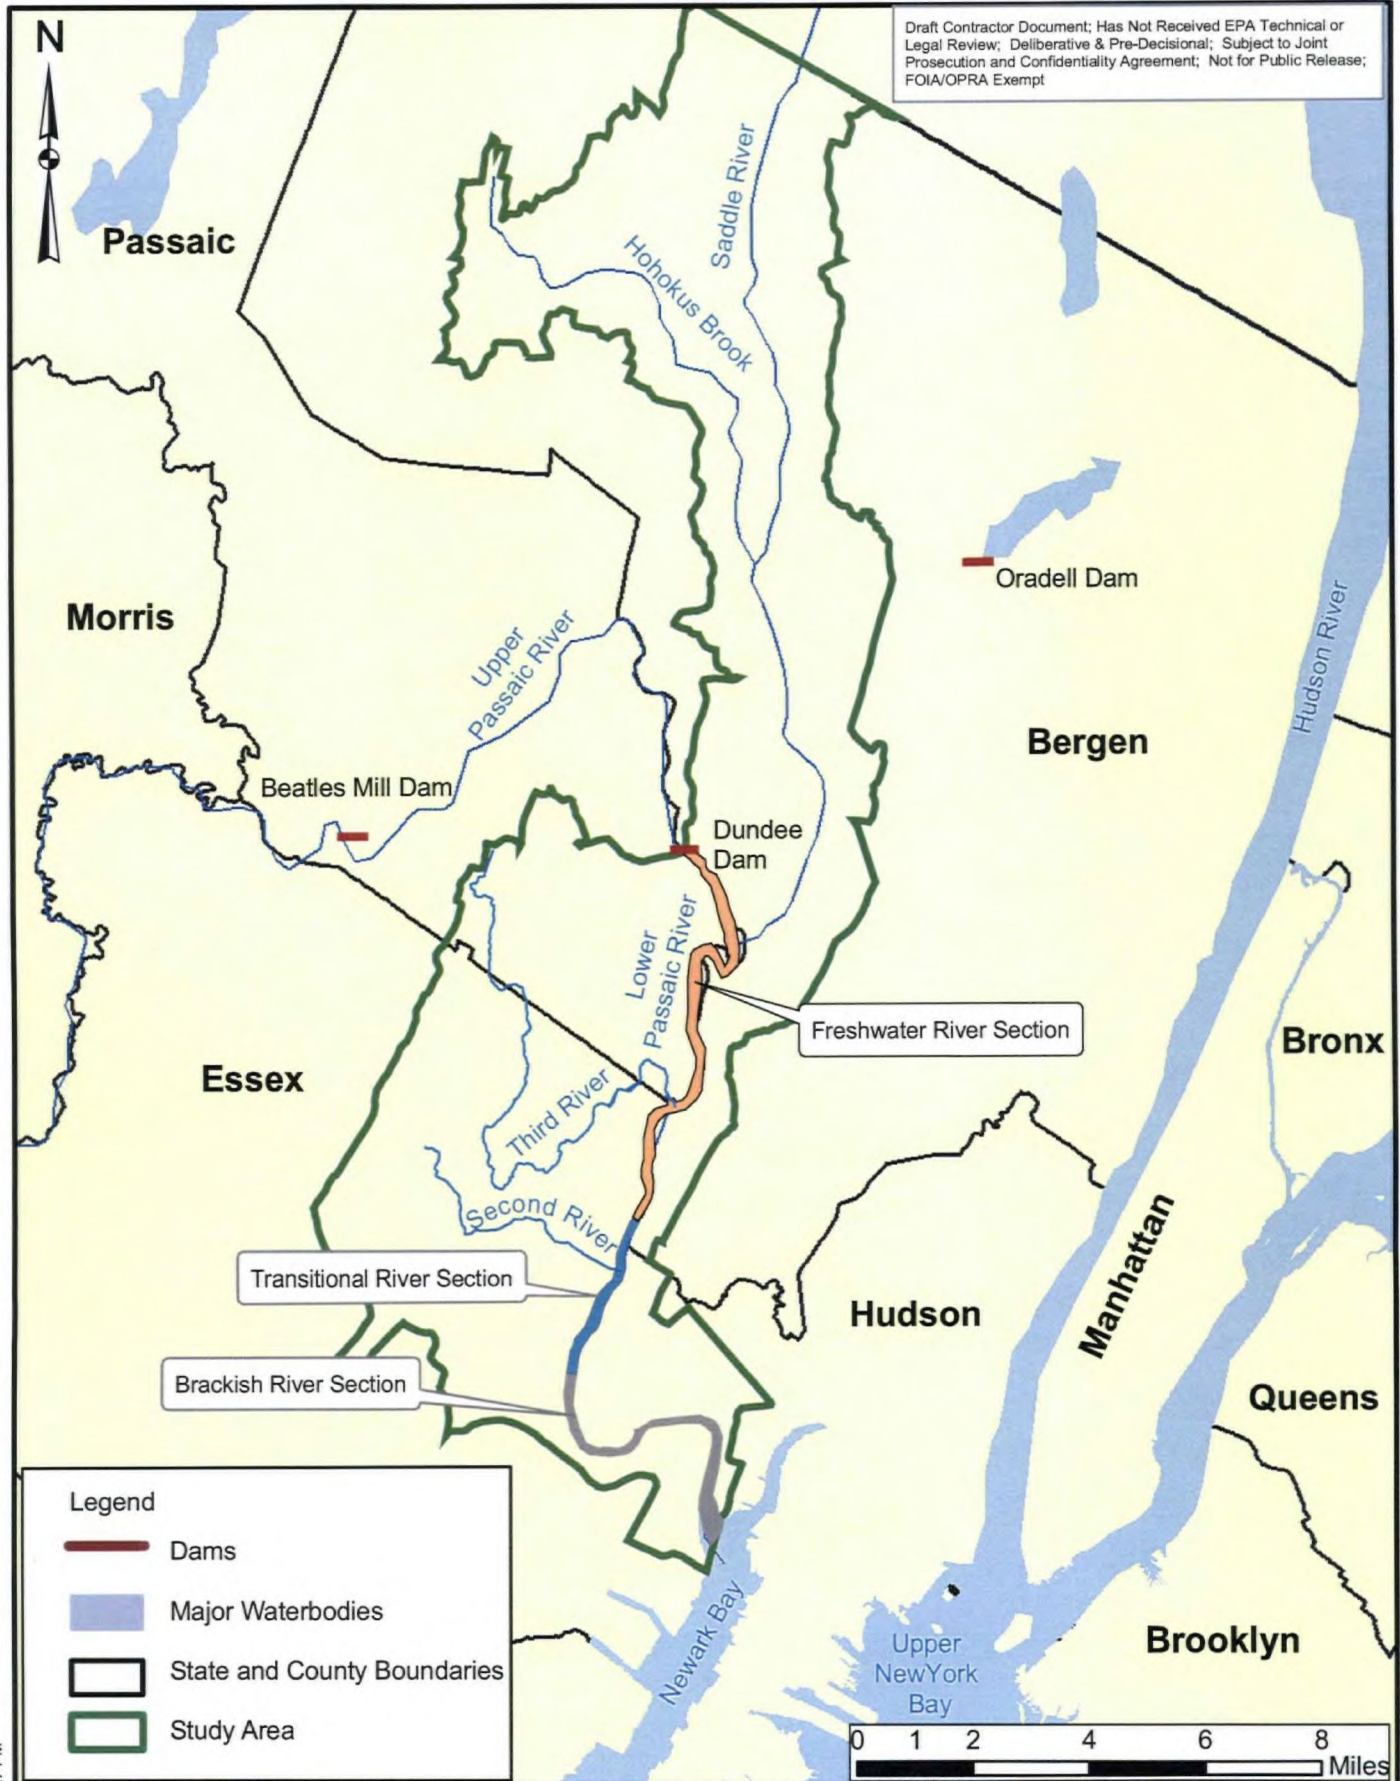 N
Draft Contractor Document; Has Not Received EPA Technical or
Legal Review; Deliberative & Pre-Decisional; Subject to Joint
Prosecution and Confidentiality Agreement; Not for Public Release;
FOIA/OPRA Exempt
Passaic
Saddle River
Hohokus Brook
Oradell Dam
Morris
Upper
Passaic River
Hudson River
Bergen
Beatles Mill Dam
Dundee
Dam
Lower
Passaic River
Freshwater River Section
Bronx
Essex
Third River
Second River
Transitional River Section
Manhattan
Hudson
Brackish River Section
Queens
Newark Bay
Upper
NewYork
Bay
Brooklyn
Legend
Dams
Major Waterbodies
State and County Boundaries
Study Area
0 1 2 4 6 8
Miles